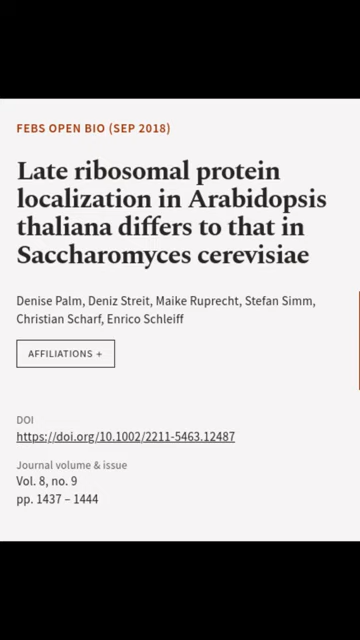 FEBS OPEN BIO (SEP 2018)
Late ribosomal protein
localization in Arabidopsis
thaliana differs to that in
Saccharomyces cerevisiae
Denise Palm, Deniz Streit, Maike Ruprecht, Stefan Simm,
Christian Scharf, Enrico Schleiff
AFFILIATIONS +
DOI
https://doi.org/10.1002/2211-5463.12487
Journal volume & issue
Vol. 8, no. 9
pp. 1437 – 1444